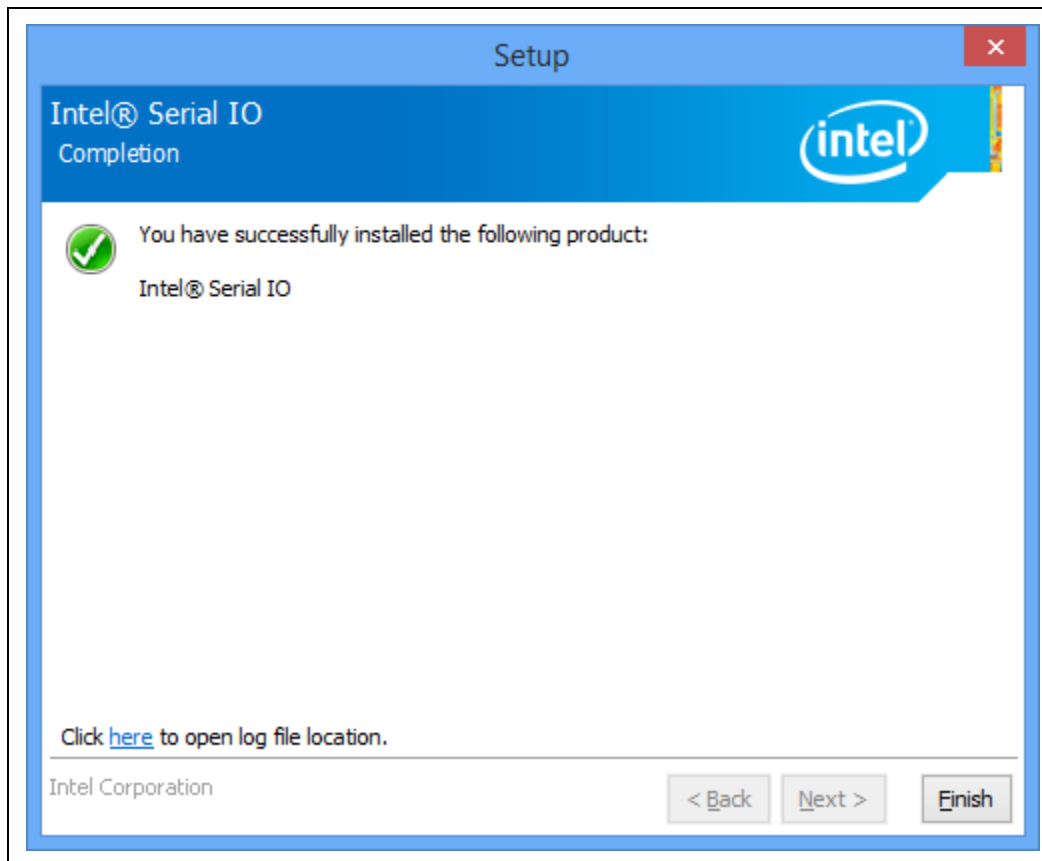 Setup
Intel® Serial IO
Completion
intel
You have successfully installed the following product:
Intel® Serial IO
Click here to open log file location.
Intel Corporation
< Back
Next >
Finish